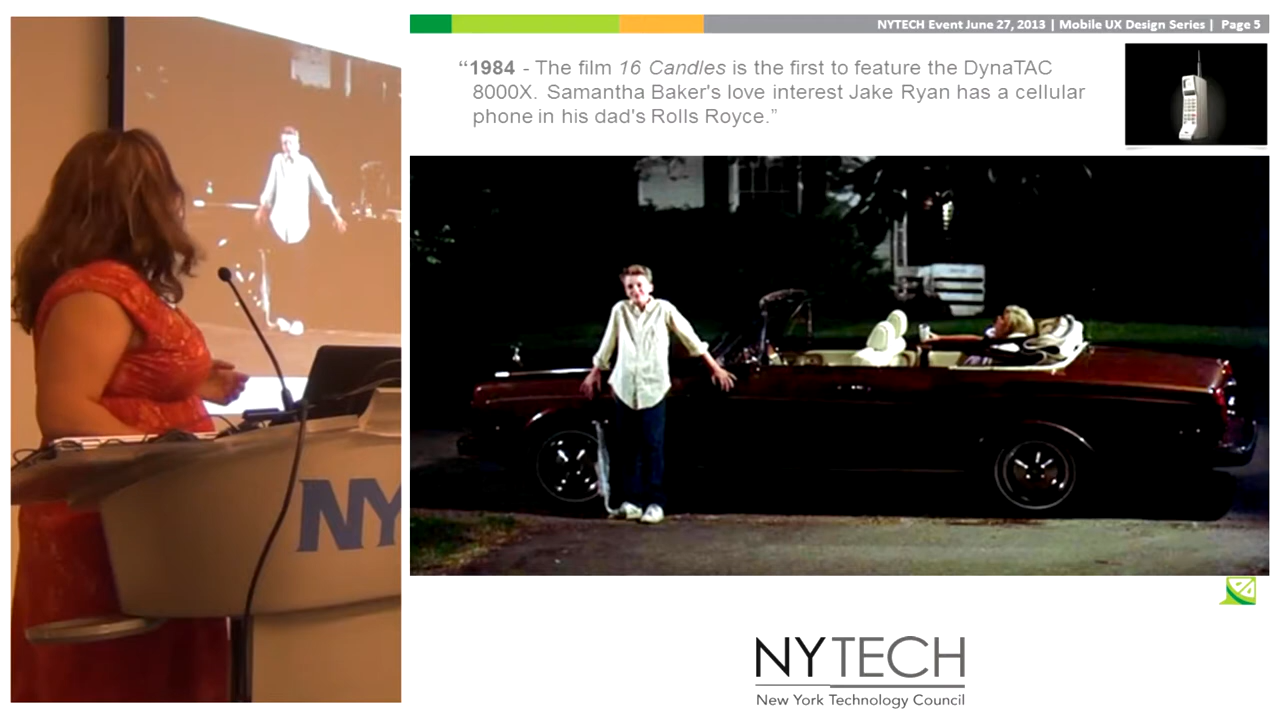 NYTECH Event June 27, 2013 | Mobile UX Design Series | Page 5
“1984 - The film 16 Candles is the first to feature the DynaTAC
8000X. Samantha Baker's love interest Jake Ryan has a cellular
phone in his dad's Rolls Royce.”
NY
NYTECH
New York Technology Council